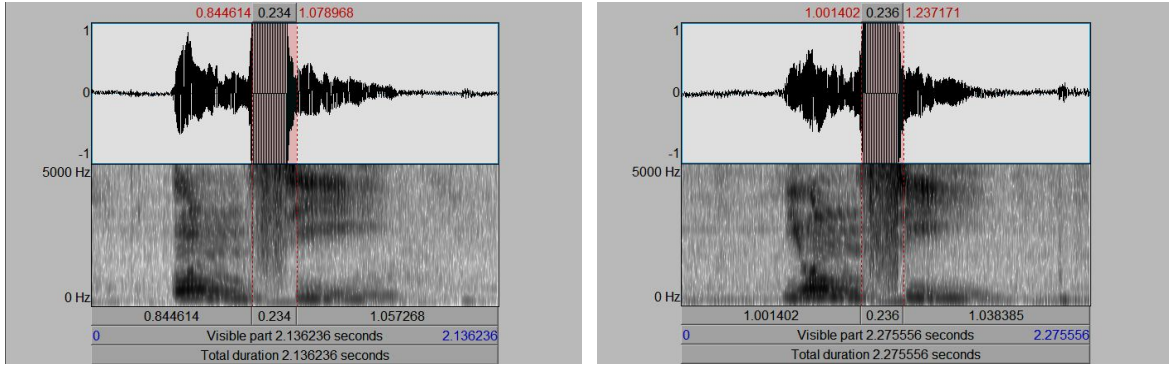 0.844614 0.234 1.078968
1
0
-1
5000 Hz
0 Hz
0.844614 0.234 1.057268
0 Visible part 2.136236 seconds 2.136236
Total duration 2.136236 seconds
1.001402 0.236 1.237171
1
0
-1
5000 Hz
0 Hz
1.001402 0.236 1.038385
0 Visible part 2.275556 seconds 2.275556
Total duration 2.275556 seconds